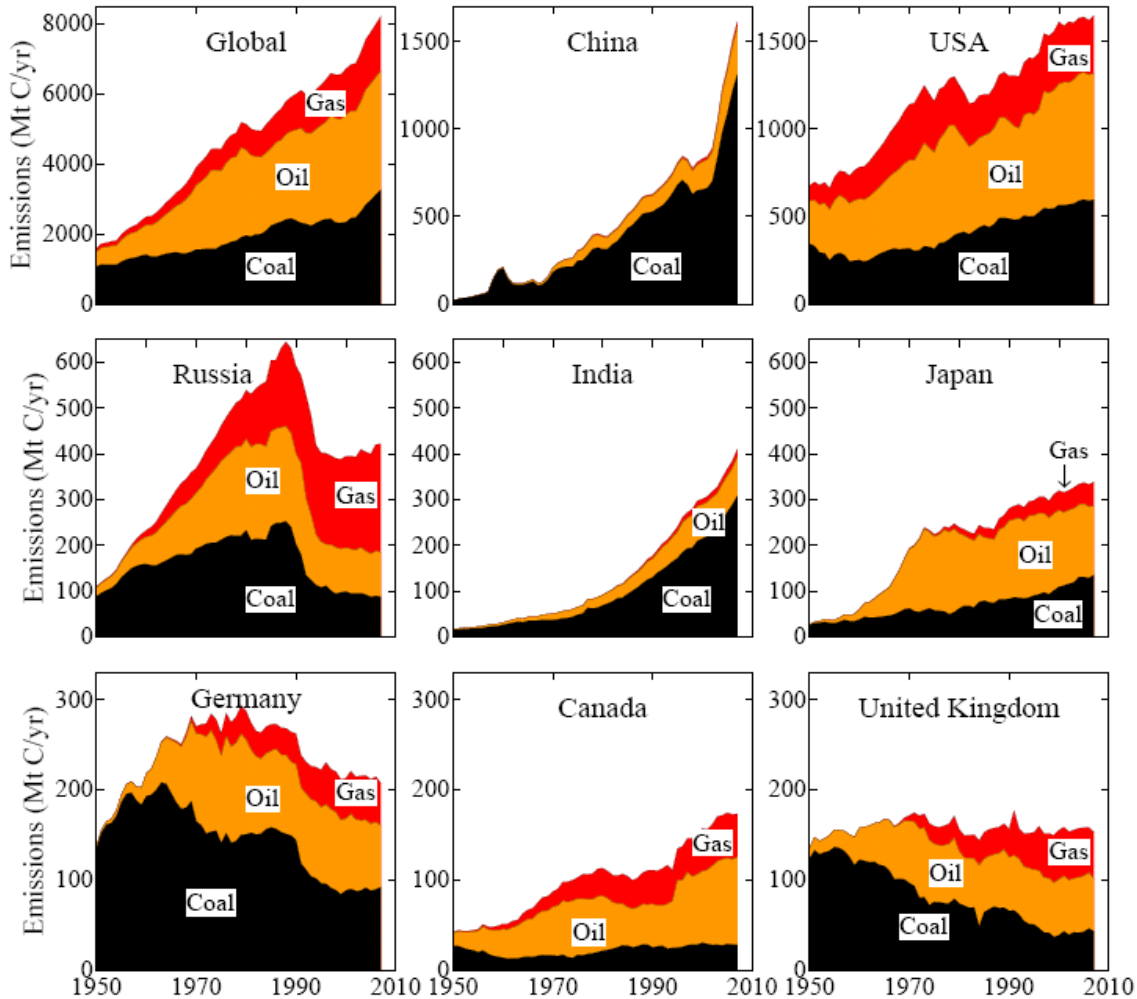 Global
Emissions (Mt C/yr)
8000
6000
4000
2000
0
Gas
Oil
Coal
China
1500
1000
500
0
Coal
USA
1500
1000
500
0
Gas
Oil
Coal
Russia
Emissions (Mt C/yr)
600
500
400
300
200
100
0
Oil
Gas
Coal
India
600
500
400
300
200
100
0
Oil
Coal
Japan
600
500
400
300
200
100
0
Gas
Oil
Coal
Germany
Emissions (Mt C/yr)
300
200
100
0
Oil
Gas
Coal
1950
1970
1990
2010
Canada
300
200
100
0
Gas
Oil
1950
1970
1990
2010
United Kingdom
300
200
100
0
Gas
Oil
Coal
1950
1970
1990
2010